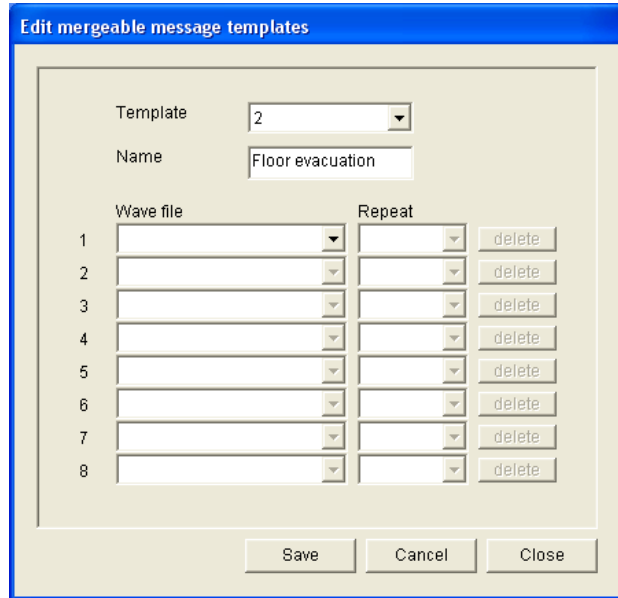 Edit mergeable message templates
Template 2
Name Floor evacuation
Wave file Repeat
1 delete
2 delete
3 delete
4 delete
5 delete
6 delete
7 delete
8 delete
Save Cancel Close